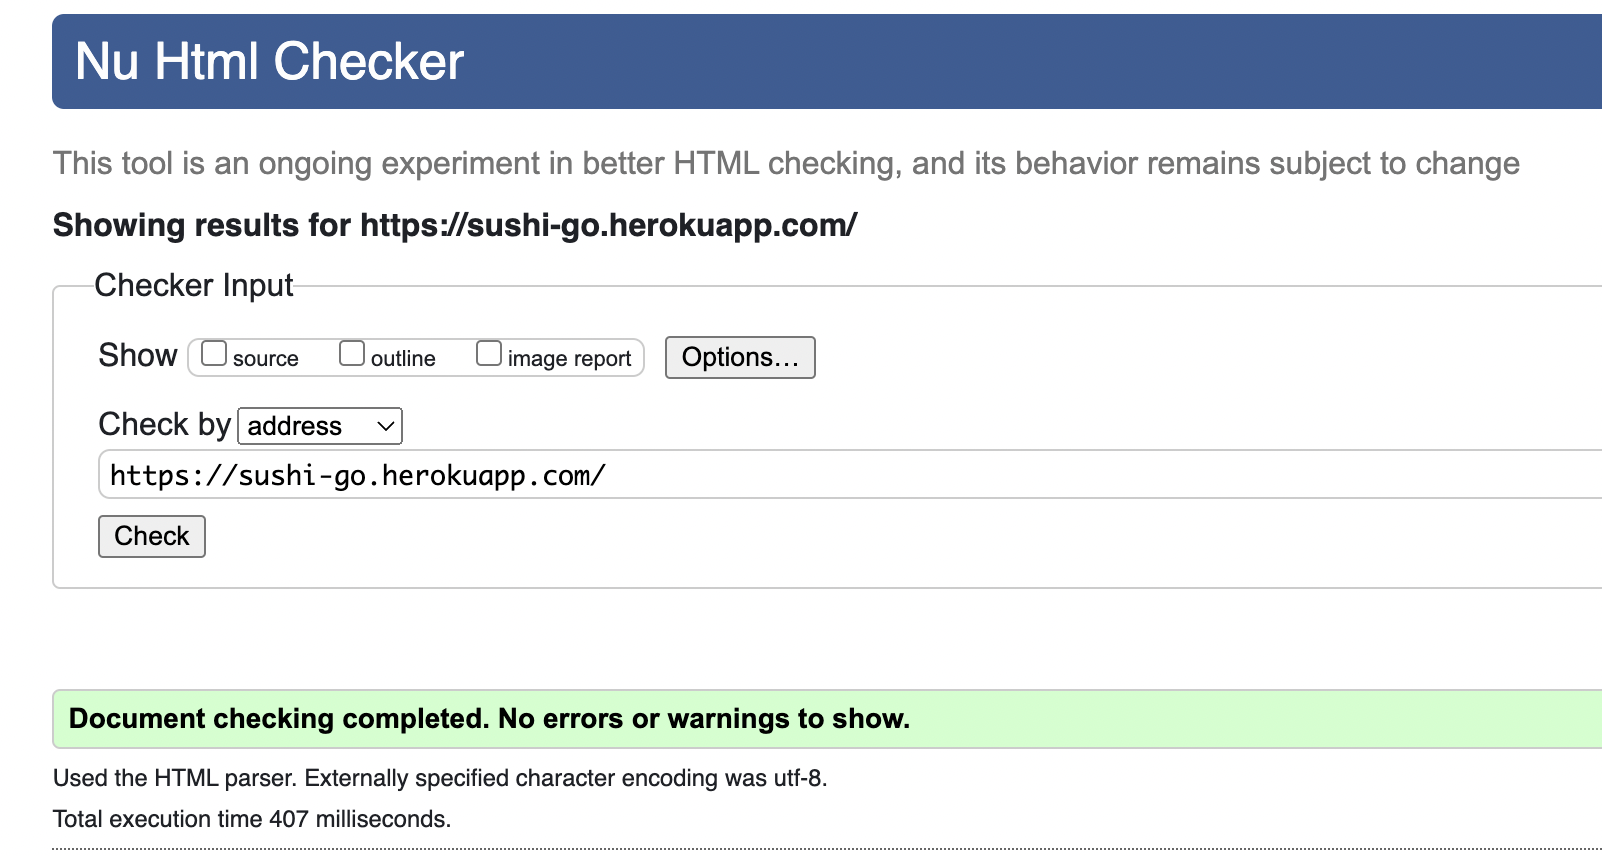 Nu Html Checker
This tool is an ongoing experiment in better HTML checking, and its behavior remains subject to change
Showing results for https://sushi-go.herokuapp.com/
Checker Input
Show source outline image report Options...
Check by address
https://sushi-go.herokuapp.com/
Check
Document checking completed. No errors or warnings to show.
Used the HTML parser. Externally specified character encoding was utf-8.
Total execution time 407 milliseconds.